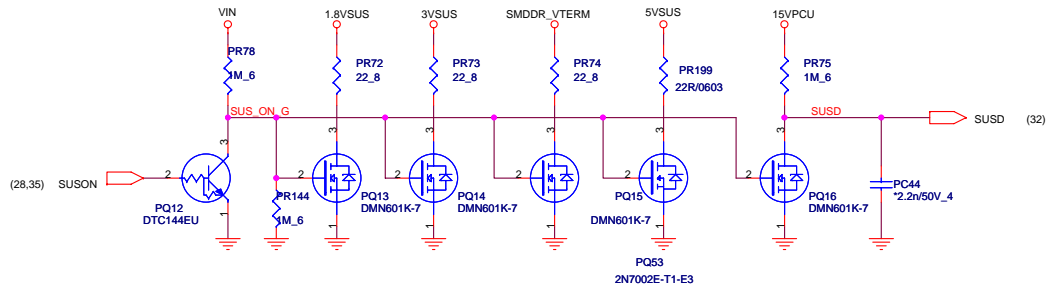 VIN 1.8VSUS 3VSUS SMDDR_VTERM 5VSUS 15VPCU
PR78
1M_6
PR72
22_8
PR73
22_8
PR74
22_8
PR199
22R/0603
PR75
1M_6
SUS_ON_G
SUSD
SUSD (32)
3 3 3 3 3 3
(28,35) SUSON
2 2 2 2 2 2
1 1 1 1 1 1
PQ12
DTC144EU
PR144
1M_6
PQ13
DMN601K-7
PQ14
DMN601K-7
PQ15
DMN601K-7
PQ53
2N7002E-T1-E3
PQ16
DMN601K-7
PC44
*2.2n/50V_4